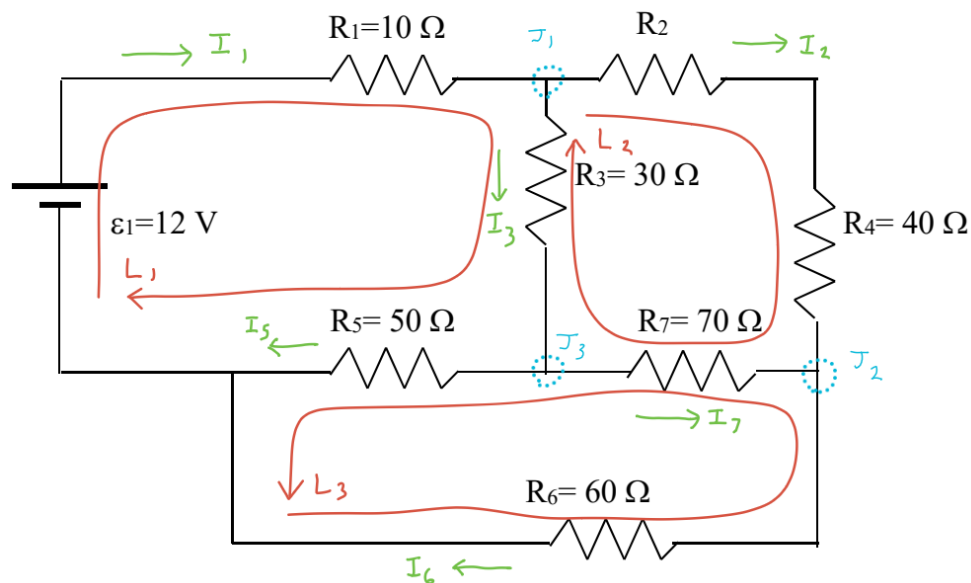 R₁=10 Ω
R₂
I₁
J₁
I₂
L₂
R₃= 30 Ω
I₃
R₄= 40 Ω
ε₁=12 V
L₁
I₅
R₅= 50 Ω
J₃
R₇= 70 Ω
J₂
I₇
L₃
R₆= 60 Ω
I₆